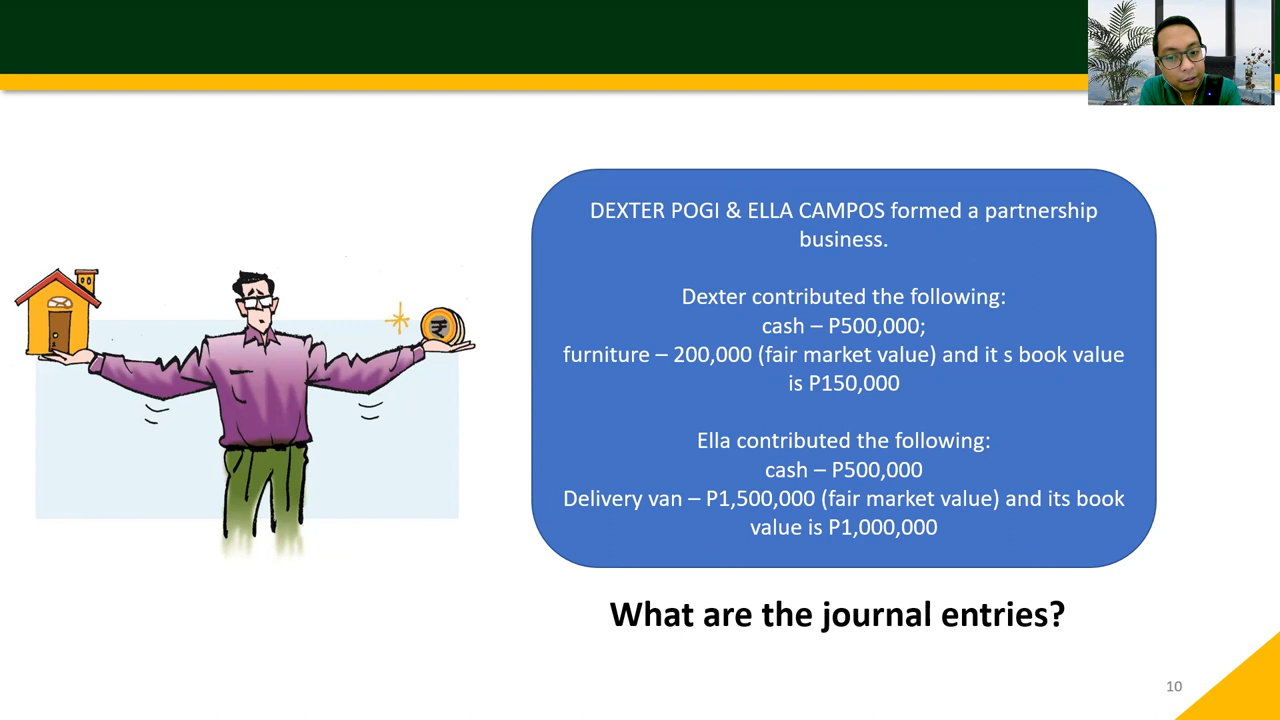 DEXTER POGI & ELLA CAMPOS formed a partnership
business.
Dexter contributed the following:
cash – P500,000;
furniture – 200,000 (fair market value) and it s book value
is P150,000
Ella contributed the following:
cash – P500,000
Delivery van – P1,500,000 (fair market value) and its book
value is P1,000,000
What are the journal entries?
₹
10